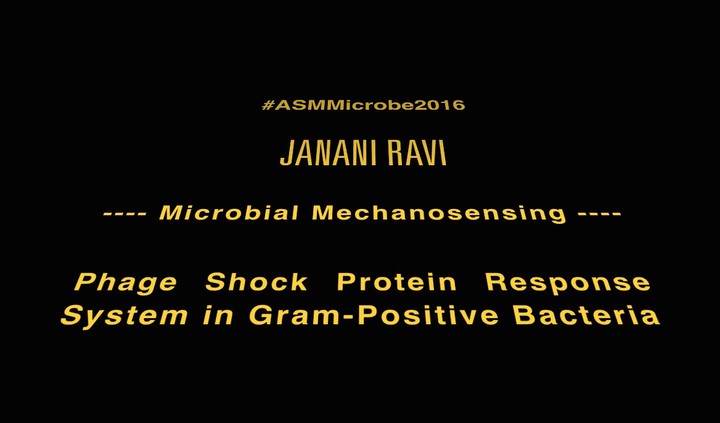 #ASMMicrobe2016
JANANI RAVI
---- Microbial Mechanosensing ----
Phage Shock Protein Response
System in Gram-Positive Bacteria